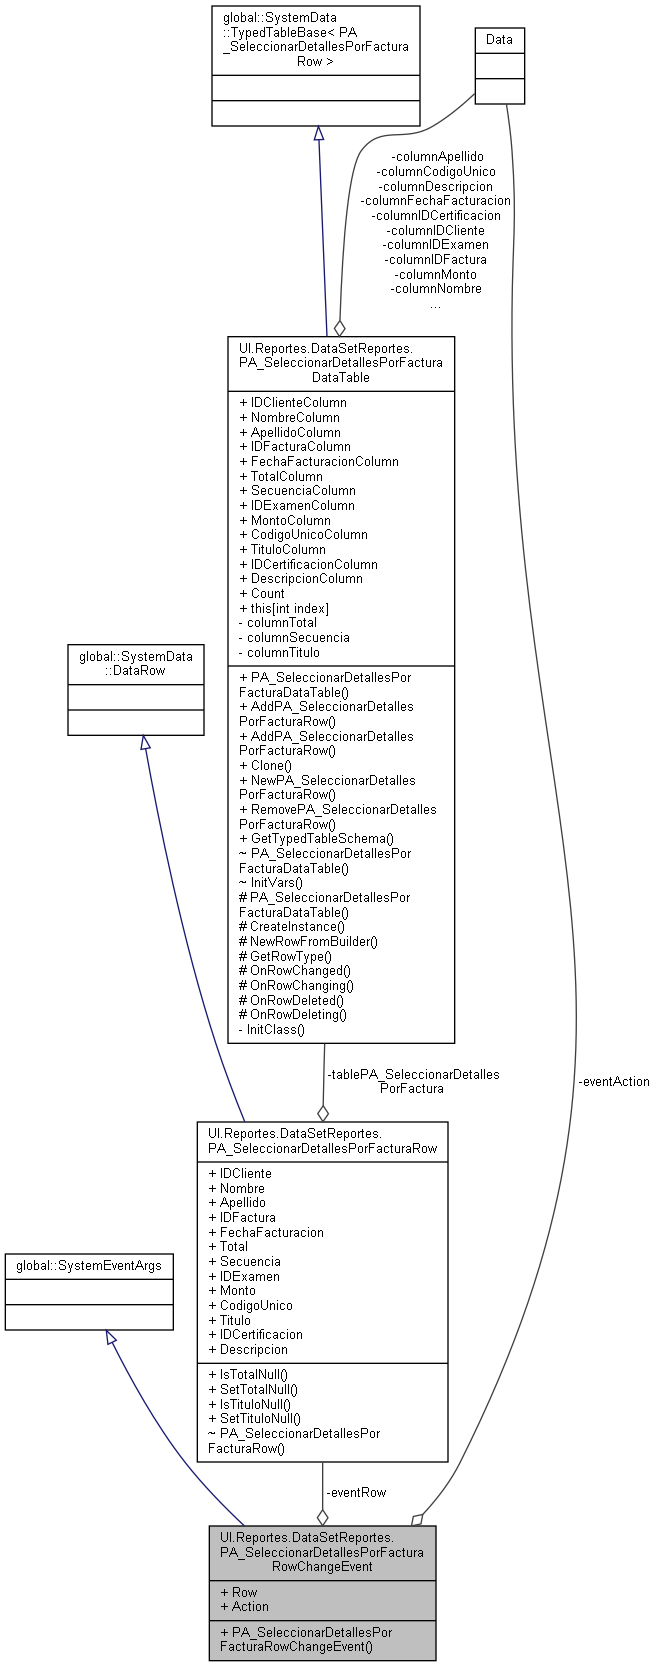 global::SystemData
::TypedTableBase< PA
_SeleccionarDetallesPorFactura
Row >
Data
-columnApellido
-columnCodigoUnico
-columnDescripcion
-columnFechaFacturacion
-columnIDCertificacion
-columnIDCliente
-columnIDExamen
-columnIDFactura
-columnMonto
-columnNombre
...
UI.Reportes.DataSetReportes.
PA_SeleccionarDetallesPorFactura
DataTable
+ IDClienteColumn
+ NombreColumn
+ ApellidoColumn
+ IDFacturaColumn
+ FechaFacturacionColumn
+ TotalColumn
+ SecuenciaColumn
+ IDExamenColumn
+ MontoColumn
+ CodigoUnicoColumn
+ TituloColumn
+ IDCertificacionColumn
+ DescripcionColumn
+ Count
+ this[int index]
- columnTotal
- columnSecuencia
- columnTitulo
+ PA_SeleccionarDetallesPor
FacturaDataTable()
+ AddPA_SeleccionarDetalles
PorFacturaRow()
+ AddPA_SeleccionarDetalles
PorFacturaRow()
+ Clone()
+ NewPA_SeleccionarDetalles
PorFacturaRow()
+ RemovePA_SeleccionarDetalles
PorFacturaRow()
+ GetTypedTableSchema()
~ PA_SeleccionarDetallesPor
FacturaDataTable()
~ InitVars()
# PA_SeleccionarDetallesPor
FacturaDataTable()
# CreateInstance()
# NewRowFromBuilder()
# GetRowType()
# OnRowChanged()
# OnRowChanging()
# OnRowDeleted()
# OnRowDeleting()
- InitClass()
global::SystemData
::DataRow
-tablePA_SeleccionarDetalles
PorFactura
-eventAction
UI.Reportes.DataSetReportes.
PA_SeleccionarDetallesPorFacturaRow
+ IDCliente
+ Nombre
+ Apellido
+ IDFactura
+ FechaFacturacion
+ Total
+ Secuencia
+ IDExamen
+ Monto
+ CodigoUnico
+ Titulo
+ IDCertificacion
+ Descripcion
+ IsTotalNull()
+ SetTotalNull()
+ IsTituloNull()
+ SetTituloNull()
~ PA_SeleccionarDetallesPor
FacturaRow()
global::SystemEventArgs
-eventRow
UI.Reportes.DataSetReportes.
PA_SeleccionarDetallesPorFactura
RowChangeEvent
+ Row
+ Action
+ PA_SeleccionarDetallesPor
FacturaRowChangeEvent()